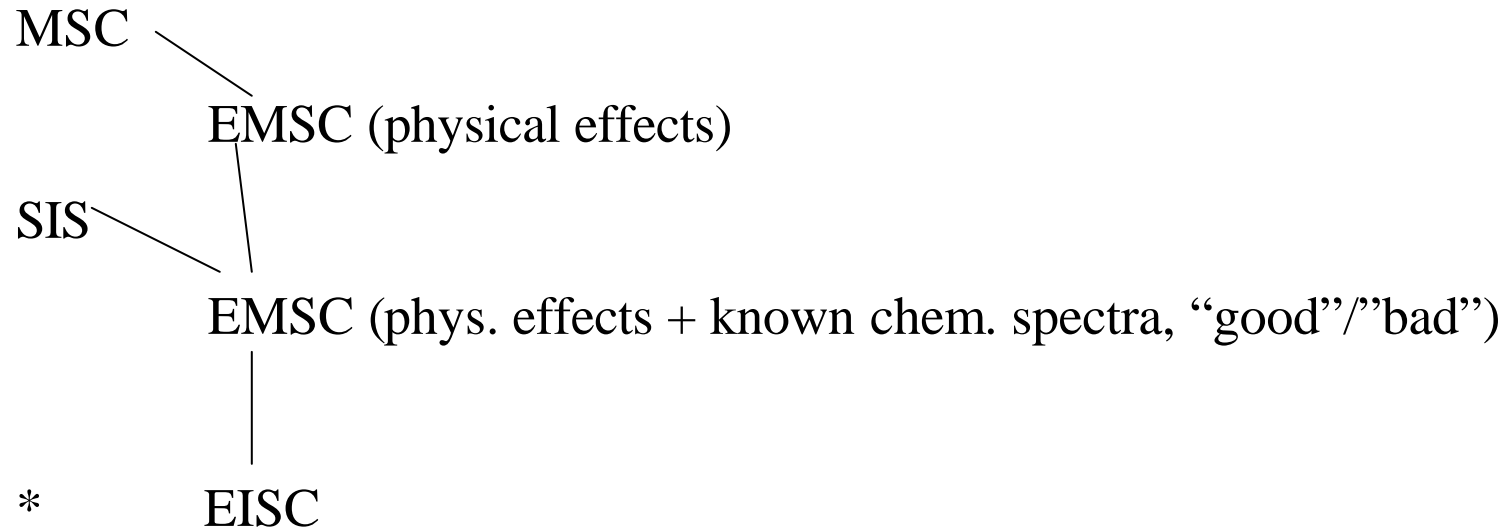 MSC
EMSC (physical effects)
SIS
EMSC (phys. effects + known chem. spectra, “good”/”bad”)
* EISC